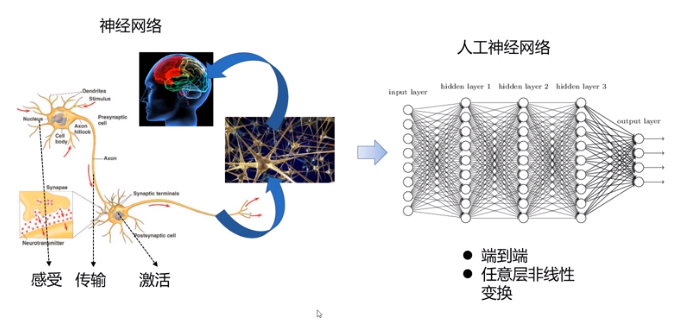 神经网络
人工神经网络
Dendrites
Stimulus
Nucleus
Presynaptic
cell
Axon
hillock
Cell
body
Axon
Synapse
Synaptic terminals
Postsynaptic cell
Neurotransmitter
感受 传输 激活
input layer
hidden layer 1 hidden layer 2 hidden layer 3
output layer
● 端到端
● 任意层非线性
变换